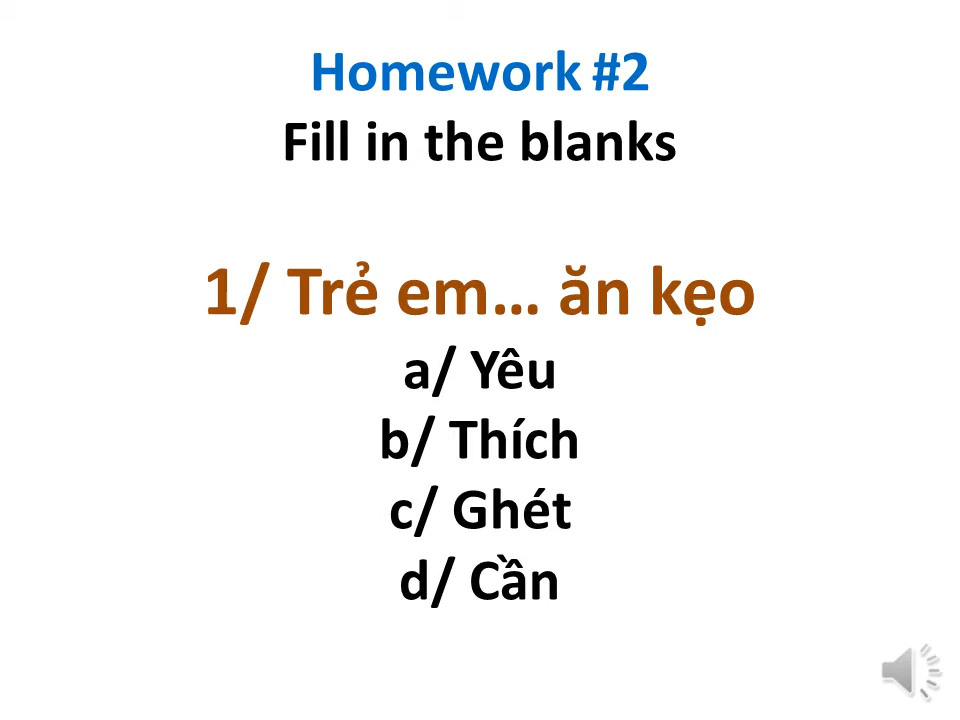 Homework #2
Fill in the blanks
1/ Trẻ em… ăn kẹo
a/ Yêu
b/ Thích
c/ Ghét
d/ Cần